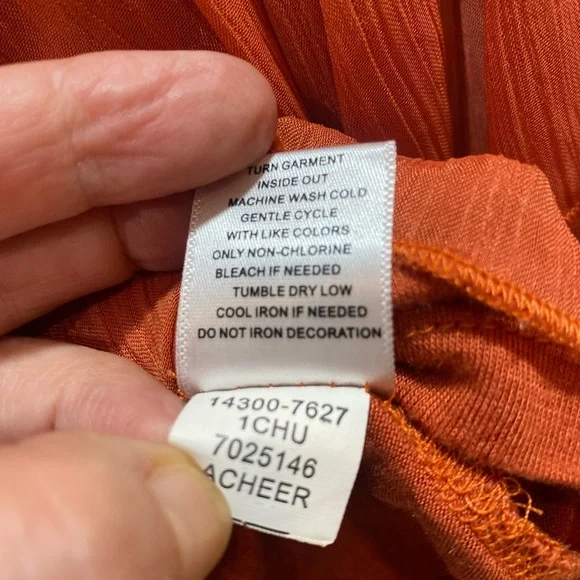 TURN GARMENT
INSIDE OUT
MACHINE WASH COLD
GENTLE CYCLE
WITH LIKE COLORS
ONLY NON-CHLORINE
BLEACH IF NEEDED
TUMBLE DRY LOW
COOL IRON IF NEEDED
DO NOT IRON DECORATION
14300-7627
1CHU
7025146
ACHEER